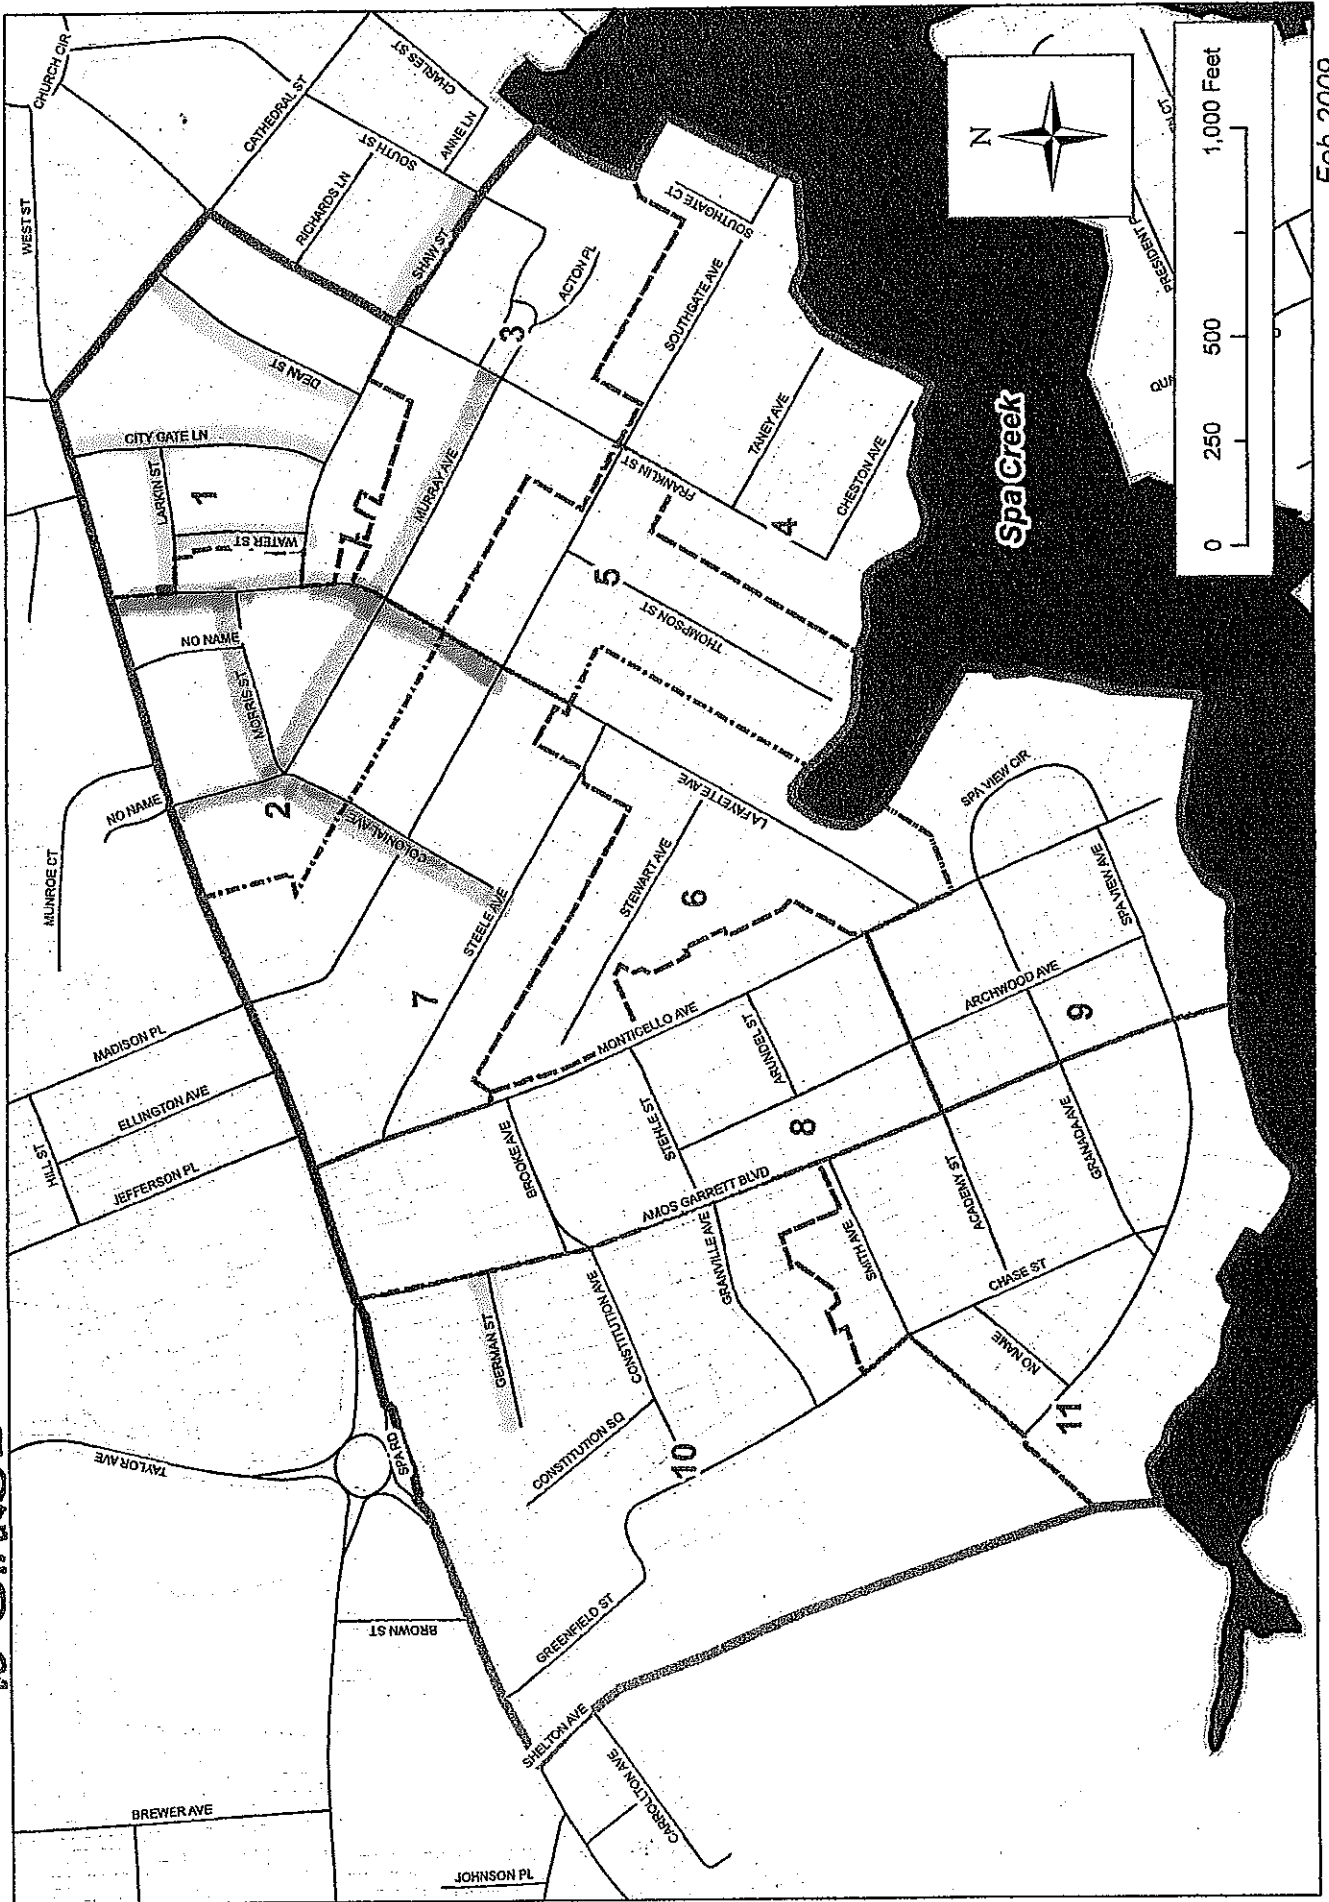 WEST ST
CHURCH CIR
CATHEDRAL ST
CHARLES ST
SOUTH ST
ANNE LN
RICHARDS LN
SHAW ST
DEAN ST
CITY GATE LN
LARKIN ST
1
WATER ST
MURRAY AVE
3
ACTON PL
SOUTHGATE CT
SOUTHGATE AVE
FRANKLIN ST
TANEY AVE
CHESTON AVE
4
5
THOMPSON ST
NO NAME
MORRIS ST
NO NAME
2
MUNROE CT
COLONIAL AVE
LAFAYETTE AVE
STEELE AVE
STEWART AVE
6
7
SPA VIEW CIR
SPA VIEW AVE
MADISON PL
ELLINGTON AVE
HILL ST
JEFFERSON PL
MONTICELLO AVE
ARUNDEL ST
ARCHWOOD AVE
9
BROOKE AVE
STEHLE ST
8
AMOS GARRETT BLVD
ACADEMY ST
GRANADA AVE
GERMAN ST
CONSTITUTION AVE
GRANVILLE AVE
SMITH AVE
CHASE ST
NO NAME
11
TAYLOR AVE
SPA RD
CONSTITUTION SQ
10
BROWN ST
GREENFIELD ST
SHELTON AVE
CARROLLTON AVE
BREWER AVE
JOHNSON PL
Spa Creek
N
0 250 500 1,000 Feet
Feb 2009